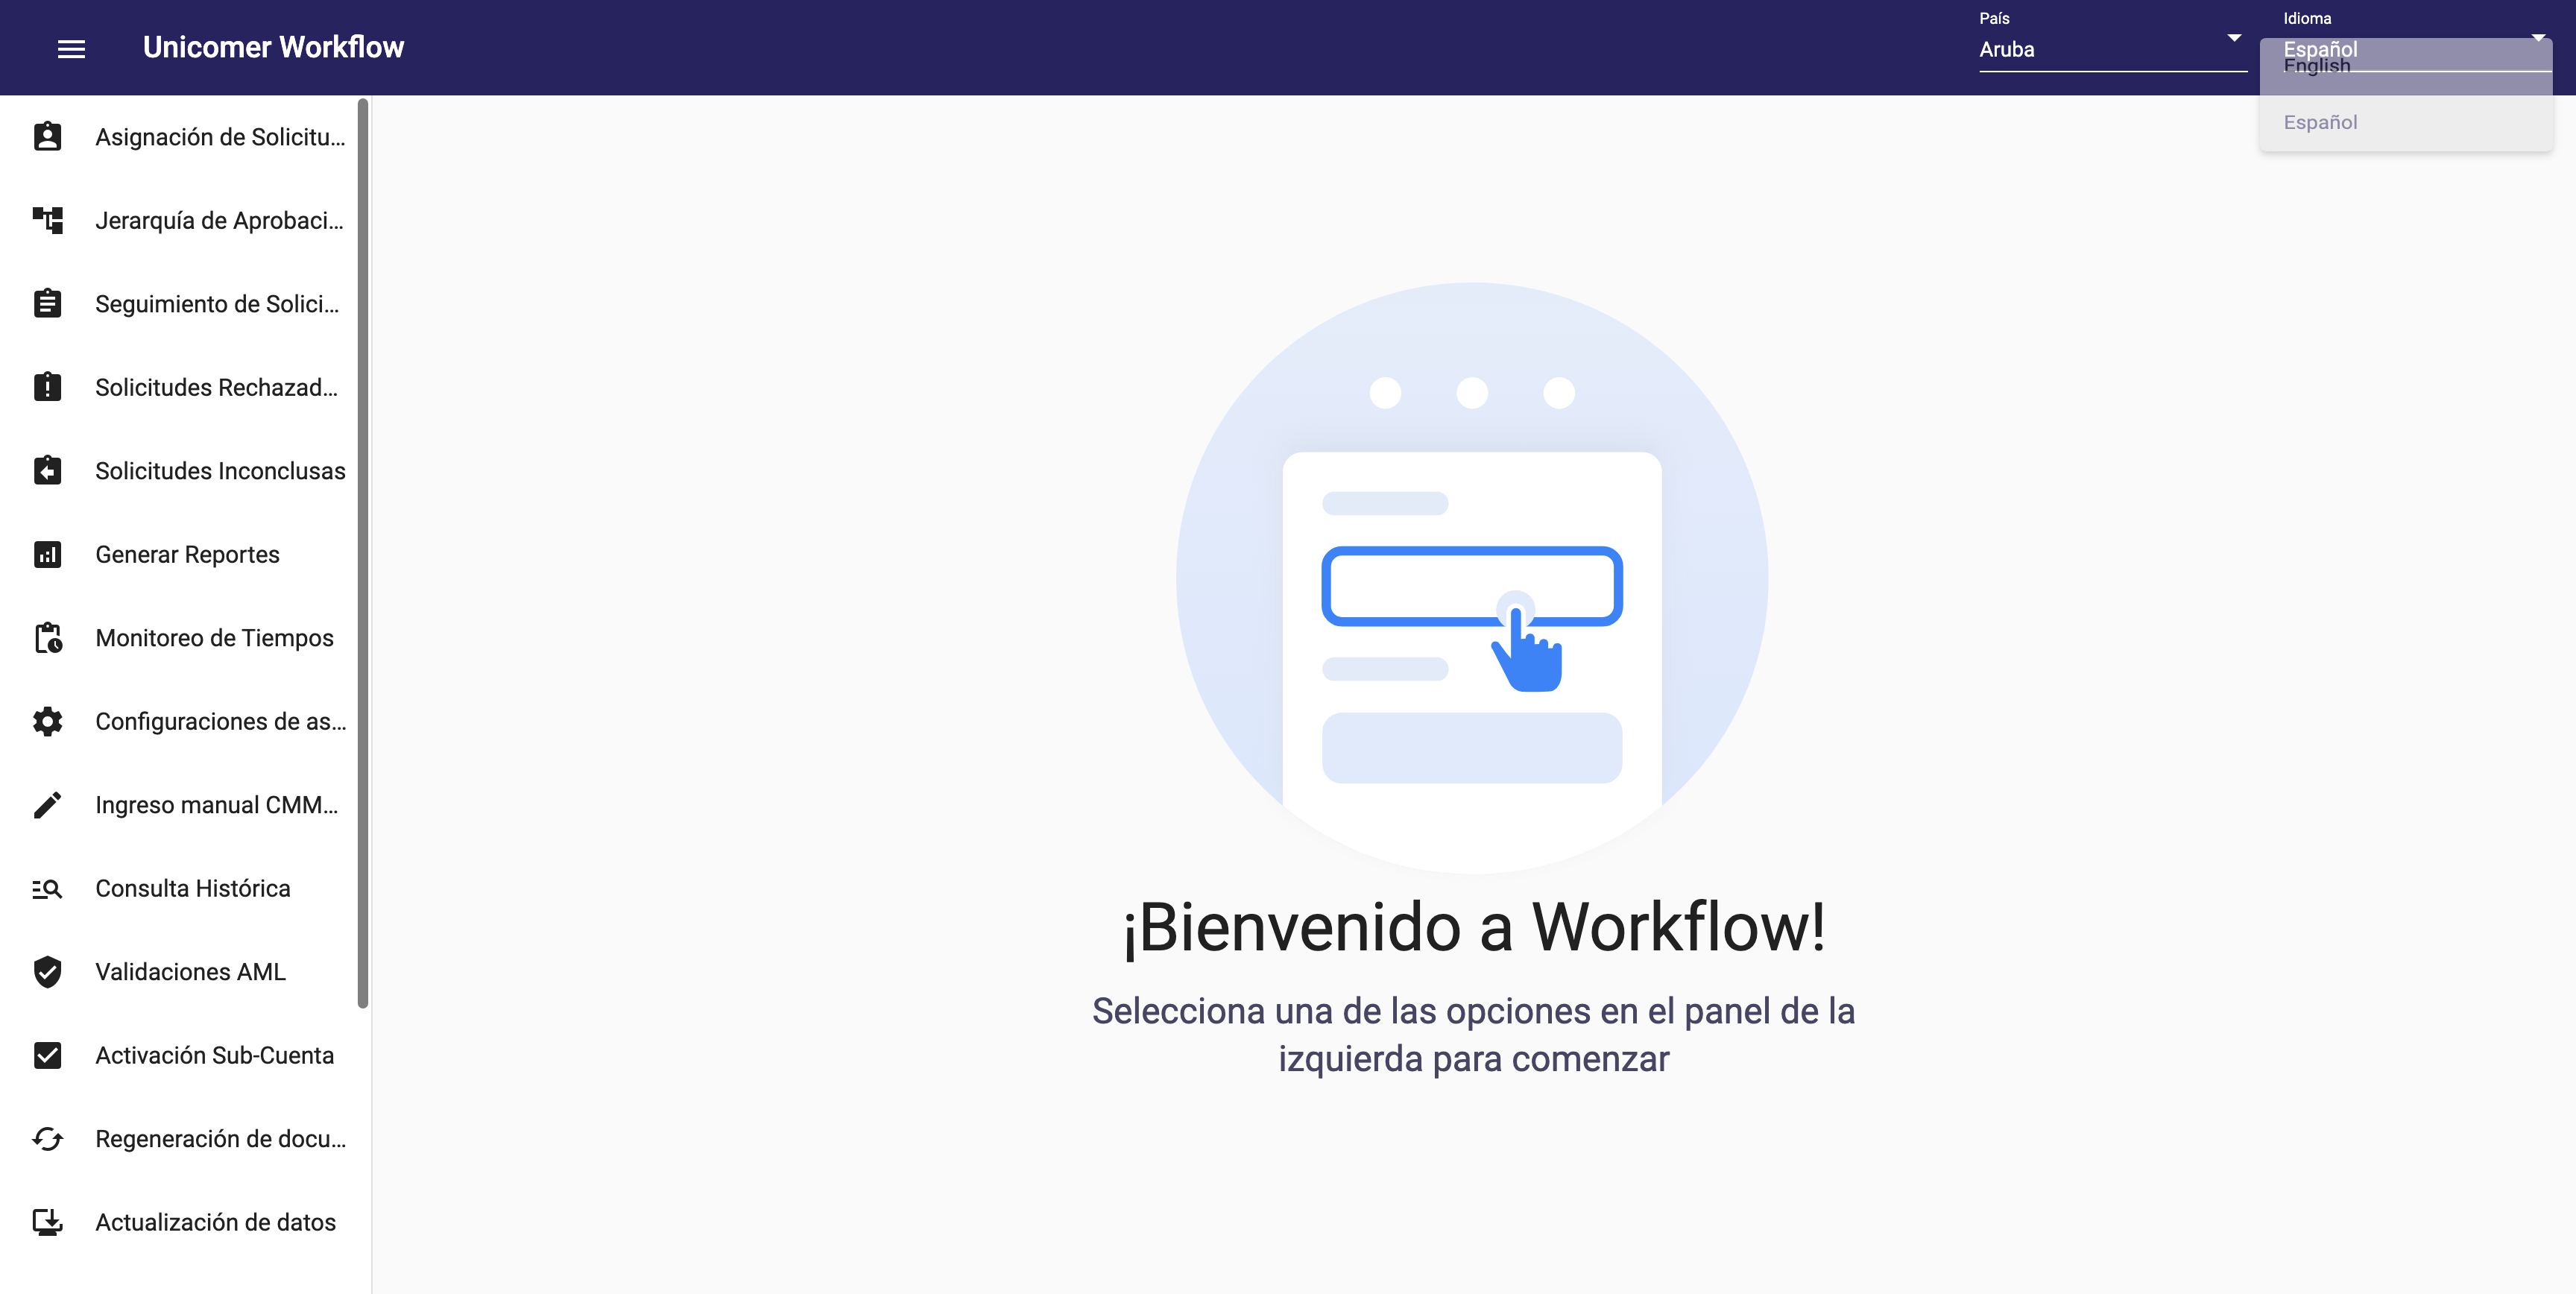 Unicomer Workflow
País
Aruba
Idioma
Español
English
Español
Asignación de Solicitu...
Jerarquía de Aprobaci...
Seguimiento de Solici...
Solicitudes Rechazad...
Solicitudes Inconclusas
Generar Reportes
Monitoreo de Tiempos
Configuraciones de as...
Ingreso manual CMM...
Consulta Histórica
Validaciones AML
Activación Sub-Cuenta
Regeneración de docu...
Actualización de datos
¡Bienvenido a Workflow!
Selecciona una de las opciones en el panel de la
izquierda para comenzar